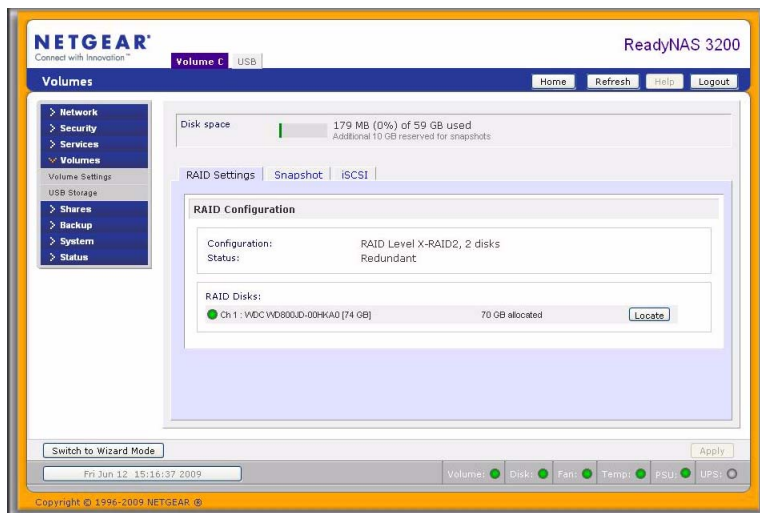 NETGEAR®
Connect with Innovation™
ReadyNAS 3200
Volume C USB
Volumes
Home Refresh Help Logout
> Network
> Security
> Services
Volumes
Volume Settings
USB Storage
> Shares
> Backup
> System
> Status
Disk space
179 MB (0%) of 59 GB used
Additional 10 GB reserved for snapshots
RAID Settings Snapshot iSCSI
RAID Configuration
Configuration: RAID Level X-RAID2, 2 disks
Status: Redundant
RAID Disks:
Ch 1 : WDC WD800JD-00HKA0 [74 GB] 70 GB allocated Locate
Switch to Wizard Mode
Apply
Fri Jun 12 15:16:37 2009
Volume: Disk: Fan: Temp: PSU: UPS:
Copyright © 1996-2009 NETGEAR ®